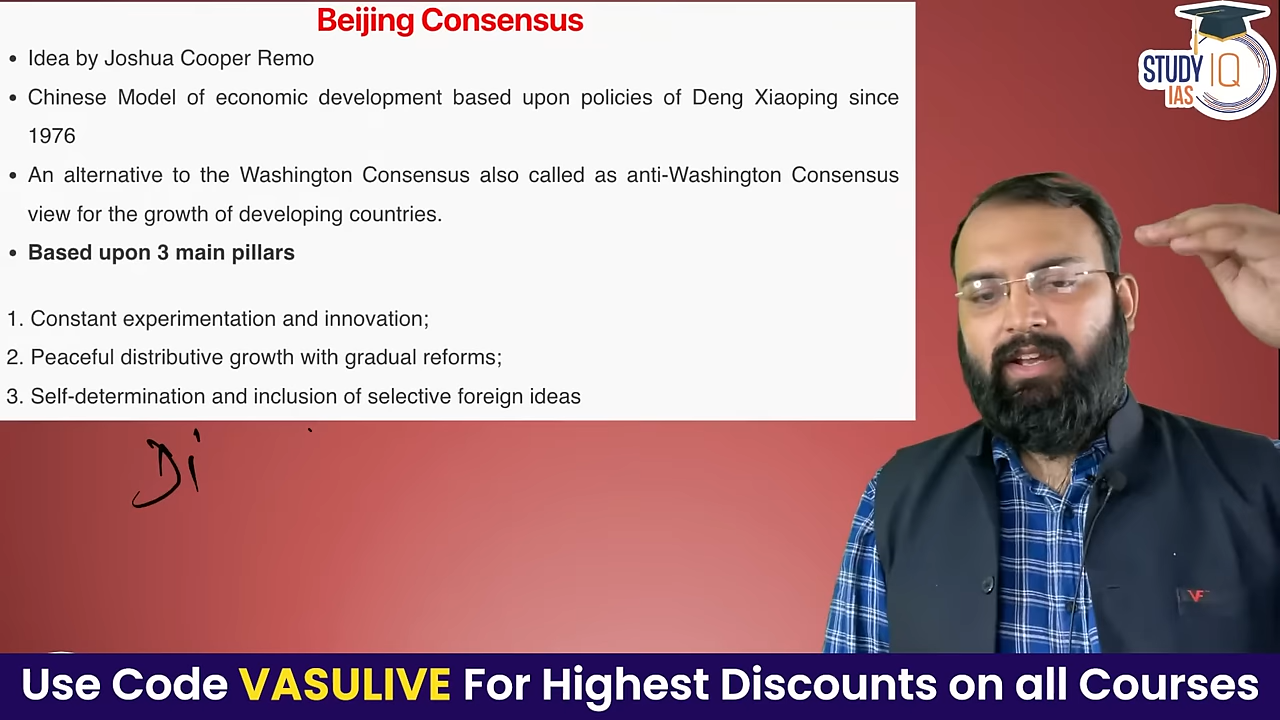 Beijing Consensus
• Idea by Joshua Cooper Remo
• Chinese Model of economic development based upon policies of Deng Xiaoping since
1976
• An alternative to the Washington Consensus also called as anti-Washington Consensus
view for the growth of developing countries.
• Based upon 3 main pillars
1. Constant experimentation and innovation;
2. Peaceful distributive growth with gradual reforms;
3. Self-determination and inclusion of selective foreign ideas
Di
STUDY IQ
IAS
VF
Use Code VASULIVE For Highest Discounts on all Courses